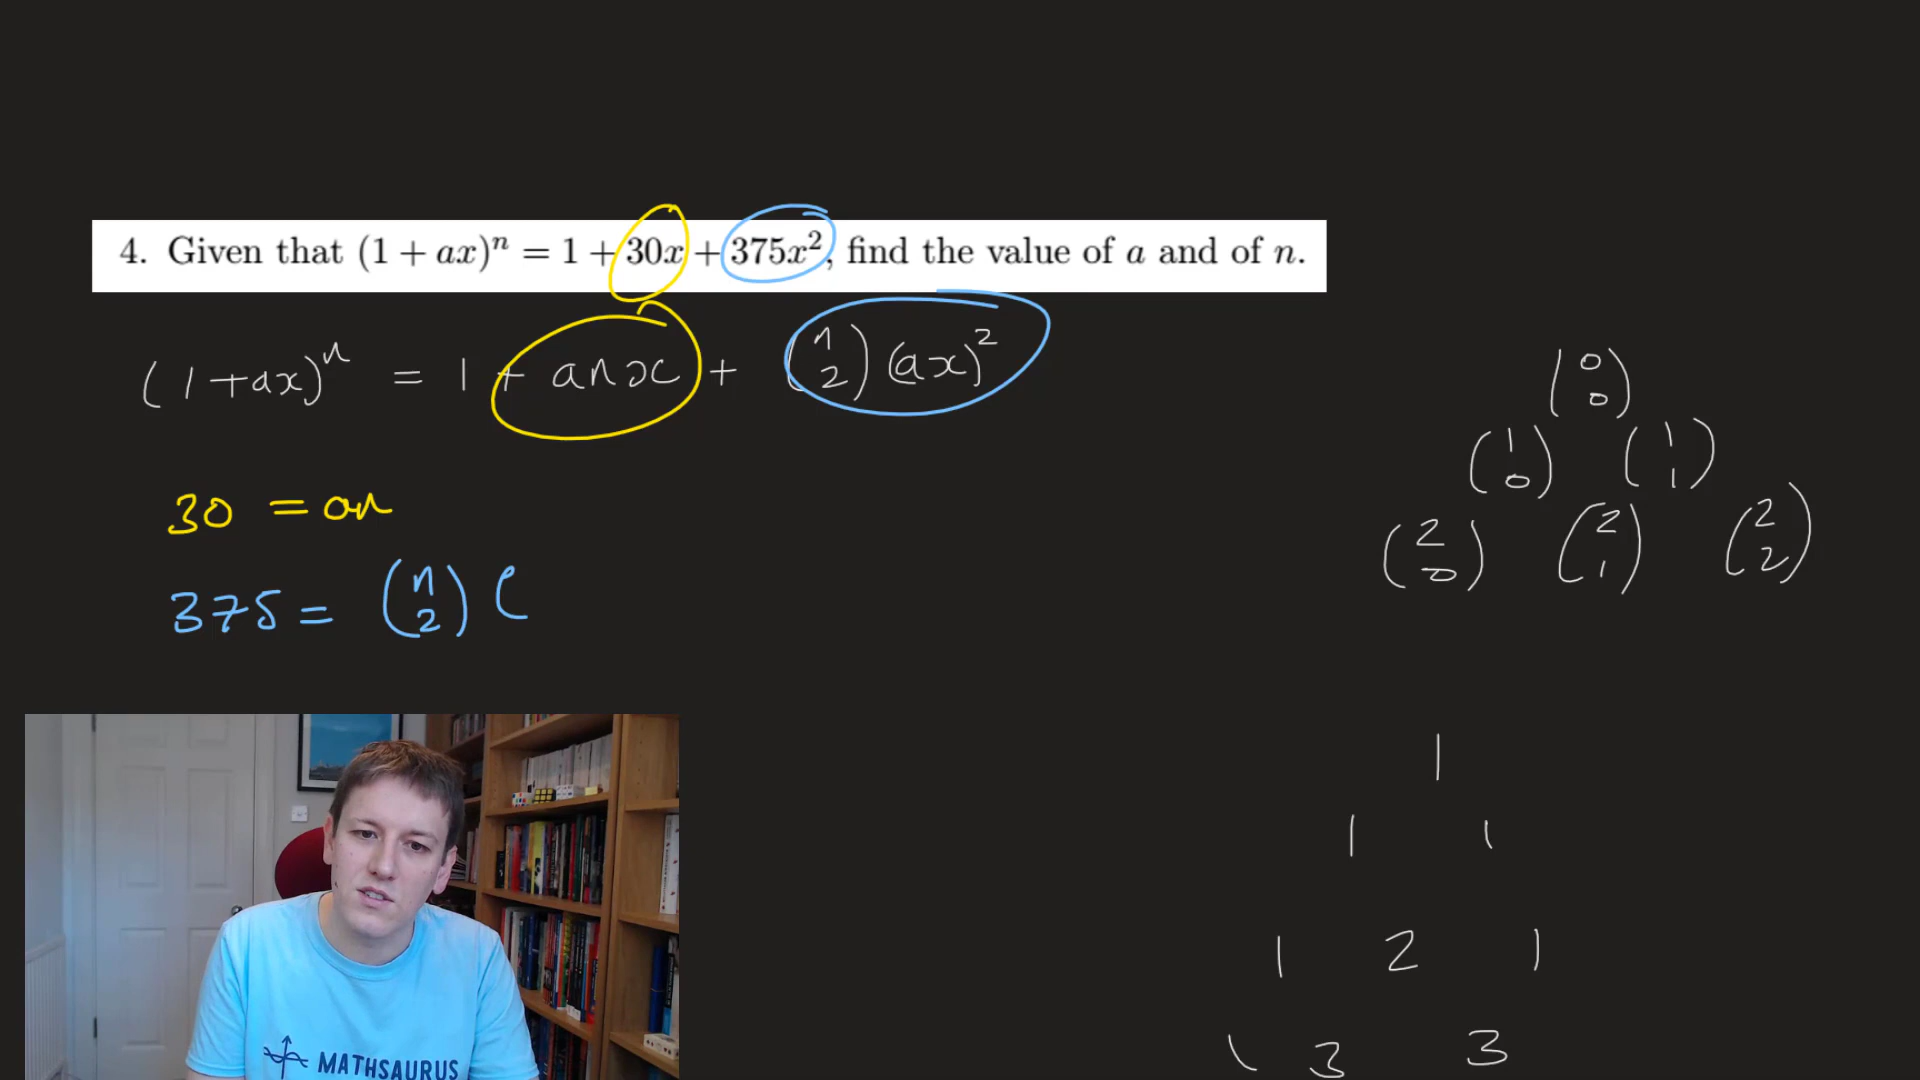 4. Given that (1 + ax)ⁿ = 1 + 30x + 375x², find the value of a and of n.
(1+ax)ⁿ = 1 + anx + (n 2)(ax)²
30 = an
375 = (n 2) (
(0 0)
(1 0) (1 1)
(2 0) (2 1) (2 2)
1
1 1
1 2 1
1 3 3
MATHSAURUS